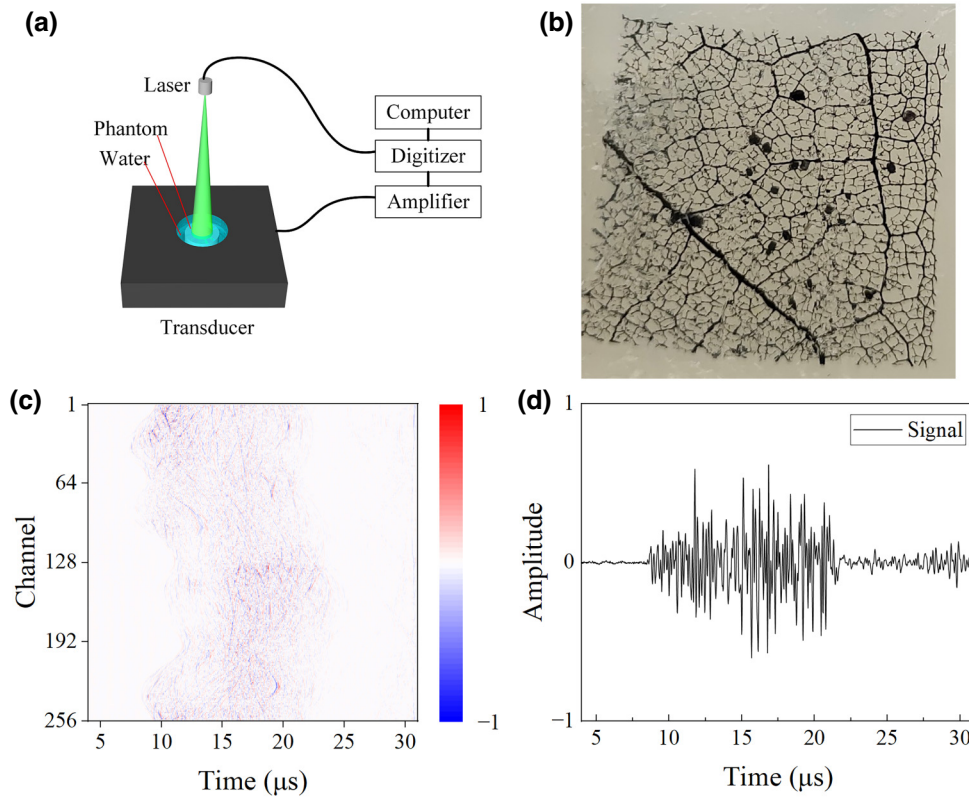 (a)
Laser
Phantom
Water
Computer
Digitizer
Amplifier
Transducer
(b)
(c)
Channel
1
64
128
192
256
5
10
15
20
25
30
Time (μs)
1
−1
(d)
Signal
Amplitude
1
0
−1
5
10
15
20
25
30
Time (μs)